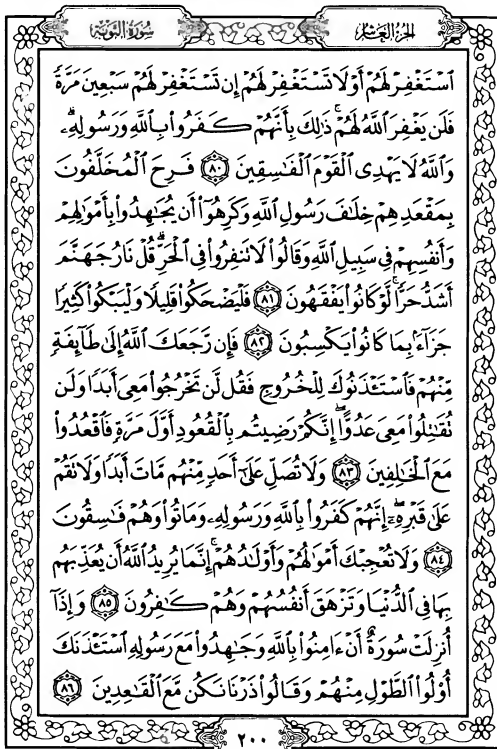 الجزء العاشر
سورة التوبة
ٱسْتَغْفِرْ لَهُمْ أَوْ لَا تَسْتَغْفِرْ لَهُمْ إِن تَسْتَغْفِرْ لَهُمْ سَبْعِينَ مَرَّةً
فَلَن يَغْفِرَ ٱللَّهُ لَهُمْ ۚ ذَٰلِكَ بِأَنَّهُمْ كَفَرُوا۟ بِٱللَّهِ وَرَسُولِهِۦ ۗ
وَٱللَّهُ لَا يَهْدِى ٱلْقَوْمَ ٱلْفَٰسِقِينَ ٨٠ فَرِحَ ٱلْمُخَلَّفُونَ
بِمَقْعَدِهِمْ خِلَٰفَ رَسُولِ ٱللَّهِ وَكَرِهُوٓا۟ أَن يُجَٰهِدُوا۟ بِأَمْوَٰلِهِمْ
وَأَنفُسِهِمْ فِى سَبِيلِ ٱللَّهِ وَقَالُوا۟ لَا تَنفِرُوا۟ فِى ٱلْحَرِّ ۗ قُلْ نَارُ جَهَنَّمَ
أَشَدُّ حَرًّا ۚ لَّوْ كَانُوا۟ يَفْقَهُونَ ٨١ فَلْيَضْحَكُوا۟ قَلِيلًا وَلْيَبْكُوا۟ كَثِيرًا
جَزَآءًۢ بِمَا كَانُوا۟ يَكْسِبُونَ ٨٢ فَإِن رَّجَعَكَ ٱللَّهُ إِلَىٰ طَآئِفَةٍ
مِّنْهُمْ فَٱسْتَـْٔذَنُوكَ لِلْخُرُوجِ فَقُل لَّن تَخْرُجُوا۟ مَعِىَ أَبَدًا وَلَن
تُقَٰتِلُوا۟ مَعِىَ عَدُوًّا ۖ إِنَّكُمْ رَضِيتُم بِٱلْقُعُودِ أَوَّلَ مَرَّةٍ فَٱقْعُدُوا۟
مَعَ ٱلْخَٰلِفِينَ ٨٣ وَلَا تُصَلِّ عَلَىٰٓ أَحَدٍ مِّنْهُم مَّاتَ أَبَدًا وَلَا تَقُمْ
عَلَىٰ قَبْرِهِۦٓ ۖ إِنَّهُمْ كَفَرُوا۟ بِٱللَّهِ وَرَسُولِهِۦ وَمَاتُوا۟ وَهُمْ فَٰسِقُونَ
٨٤ وَلَا تُعْجِبْكَ أَمْوَٰلُهُمْ وَأَوْلَٰدُهُمْ ۚ إِنَّمَا يُرِيدُ ٱللَّهُ أَن يُعَذِّبَهُم
بِهَا فِى ٱلدُّنْيَا وَتَزْهَقَ أَنفُسُهُمْ وَهُمْ كَٰفِرُونَ ٨٥ وَإِذَآ
أُنزِلَتْ سُورَةٌ أَنْ ءَامِنُوا۟ بِٱللَّهِ وَجَٰهِدُوا۟ مَعَ رَسُولِهِ ٱسْتَـْٔذَنَكَ
أُو۟لُوا۟ ٱلطَّوْلِ مِنْهُمْ وَقَالُوا۟ ذَرْنَا نَكُن مَّعَ ٱلْقَٰعِدِينَ ٨٦
٢٠٠